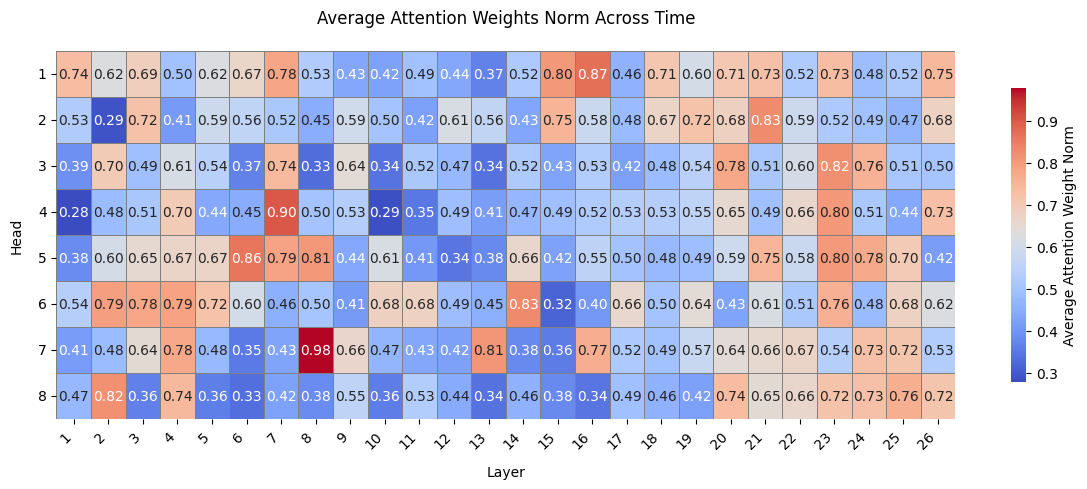 Average Attention Weights Norm Across Time
1 0.74 0.62 0.69 0.50 0.62 0.67 0.78 0.53 0.43 0.42 0.49 0.44 0.37 0.52 0.80 0.87 0.46 0.71 0.60 0.71 0.73 0.52 0.73 0.48 0.52 0.75
2 0.53 0.29 0.72 0.41 0.59 0.56 0.52 0.45 0.59 0.50 0.42 0.61 0.56 0.43 0.75 0.58 0.48 0.67 0.72 0.68 0.83 0.59 0.52 0.49 0.47 0.68
3 0.39 0.70 0.49 0.61 0.54 0.37 0.74 0.33 0.64 0.34 0.52 0.47 0.34 0.52 0.43 0.53 0.42 0.48 0.54 0.78 0.51 0.60 0.82 0.76 0.51 0.50
4 0.28 0.48 0.51 0.70 0.44 0.45 0.90 0.50 0.53 0.29 0.35 0.49 0.41 0.47 0.49 0.52 0.53 0.53 0.55 0.65 0.49 0.66 0.80 0.51 0.44 0.73
5 0.38 0.60 0.65 0.67 0.67 0.86 0.79 0.81 0.44 0.61 0.41 0.34 0.38 0.66 0.42 0.55 0.50 0.48 0.49 0.59 0.75 0.58 0.80 0.78 0.70 0.42
6 0.54 0.79 0.78 0.79 0.72 0.60 0.46 0.50 0.41 0.68 0.68 0.49 0.45 0.83 0.32 0.40 0.66 0.50 0.64 0.43 0.61 0.51 0.76 0.48 0.68 0.62
7 0.41 0.48 0.64 0.78 0.48 0.35 0.43 0.98 0.66 0.47 0.43 0.42 0.81 0.38 0.36 0.77 0.52 0.49 0.57 0.64 0.66 0.67 0.54 0.73 0.72 0.53
8 0.47 0.82 0.36 0.74 0.36 0.33 0.42 0.38 0.55 0.36 0.53 0.44 0.34 0.46 0.38 0.34 0.49 0.46 0.42 0.74 0.65 0.66 0.72 0.73 0.76 0.72
1 2 3 4 5 6 7 8 9 10 11 12 13 14 15 16 17 18 19 20 21 22 23 24 25 26
Layer
Head
0.9
0.8
0.7
0.6
0.5
0.4
0.3
Average Attention Weight Norm